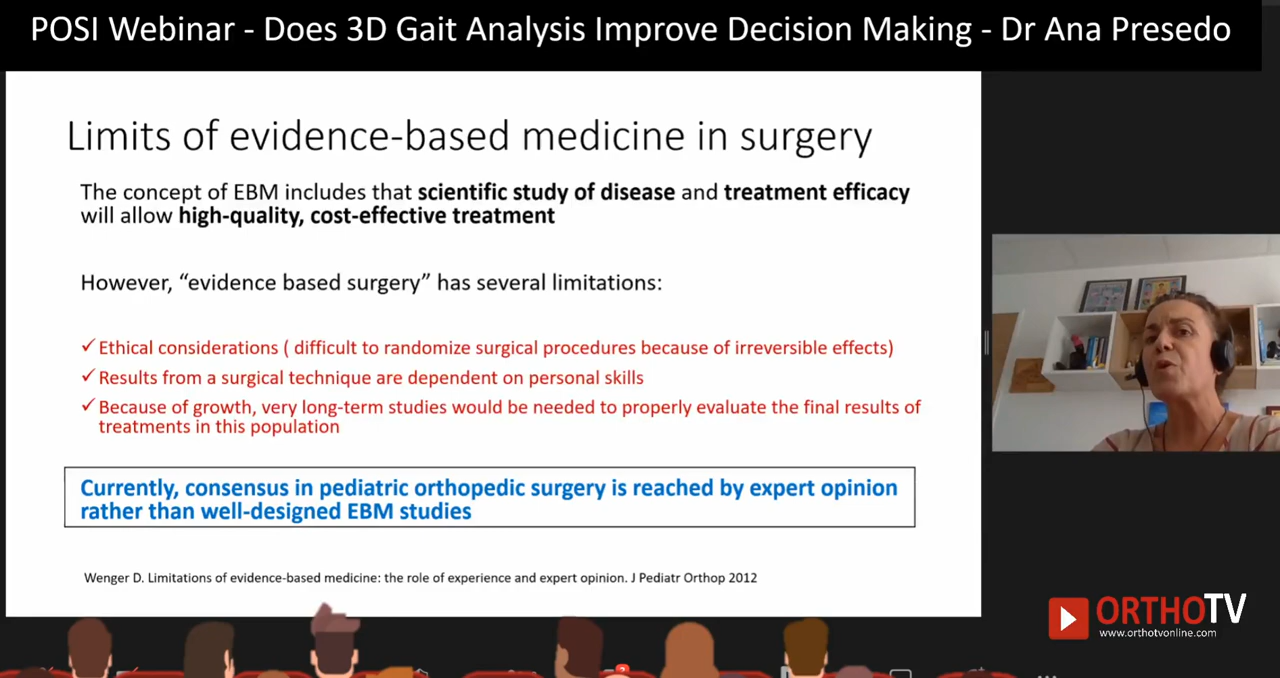 POSI Webinar - Does 3D Gait Analysis Improve Decision Making - Dr Ana Presedo
Limits of evidence-based medicine in surgery
The concept of EBM includes that scientific study of disease and treatment efficacy
will allow high-quality, cost-effective treatment
However, “evidence based surgery” has several limitations:
✓ Ethical considerations ( difficult to randomize surgical procedures because of irreversible effects)
✓ Results from a surgical technique are dependent on personal skills
✓ Because of growth, very long-term studies would be needed to properly evaluate the final results of
treatments in this population
Currently, consensus in pediatric orthopedic surgery is reached by expert opinion
rather than well-designed EBM studies
Wenger D. Limitations of evidence-based medicine: the role of experience and expert opinion. J Pediatr Orthop 2012
ORTHOTV
www.orthotvonline.com
2